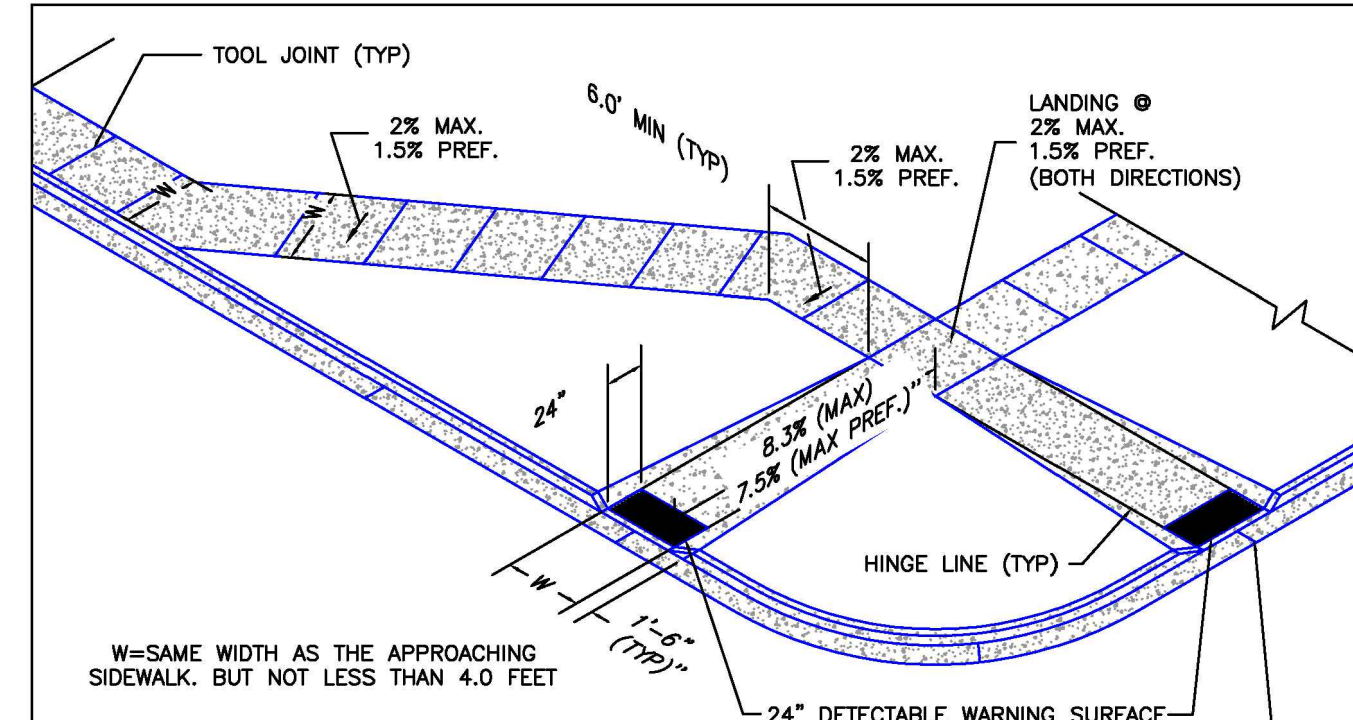 TOOL JOINT (TYP)
2% MAX.
1.5% PREF.
6.0' MIN (TYP)
2% MAX.
1.5% PREF.
LANDING @
2% MAX.
1.5% PREF.
(BOTH DIRECTIONS)
W
W
24"
8.3% (MAX)
7.5% (MAX PREF.)"
HINGE LINE (TYP)
W
1'-6"
(TYP)"
W=SAME WIDTH AS THE APPROACHING
SIDEWALK. BUT NOT LESS THAN 4.0 FEET
24" DETECTABLE WARNING SURFACE